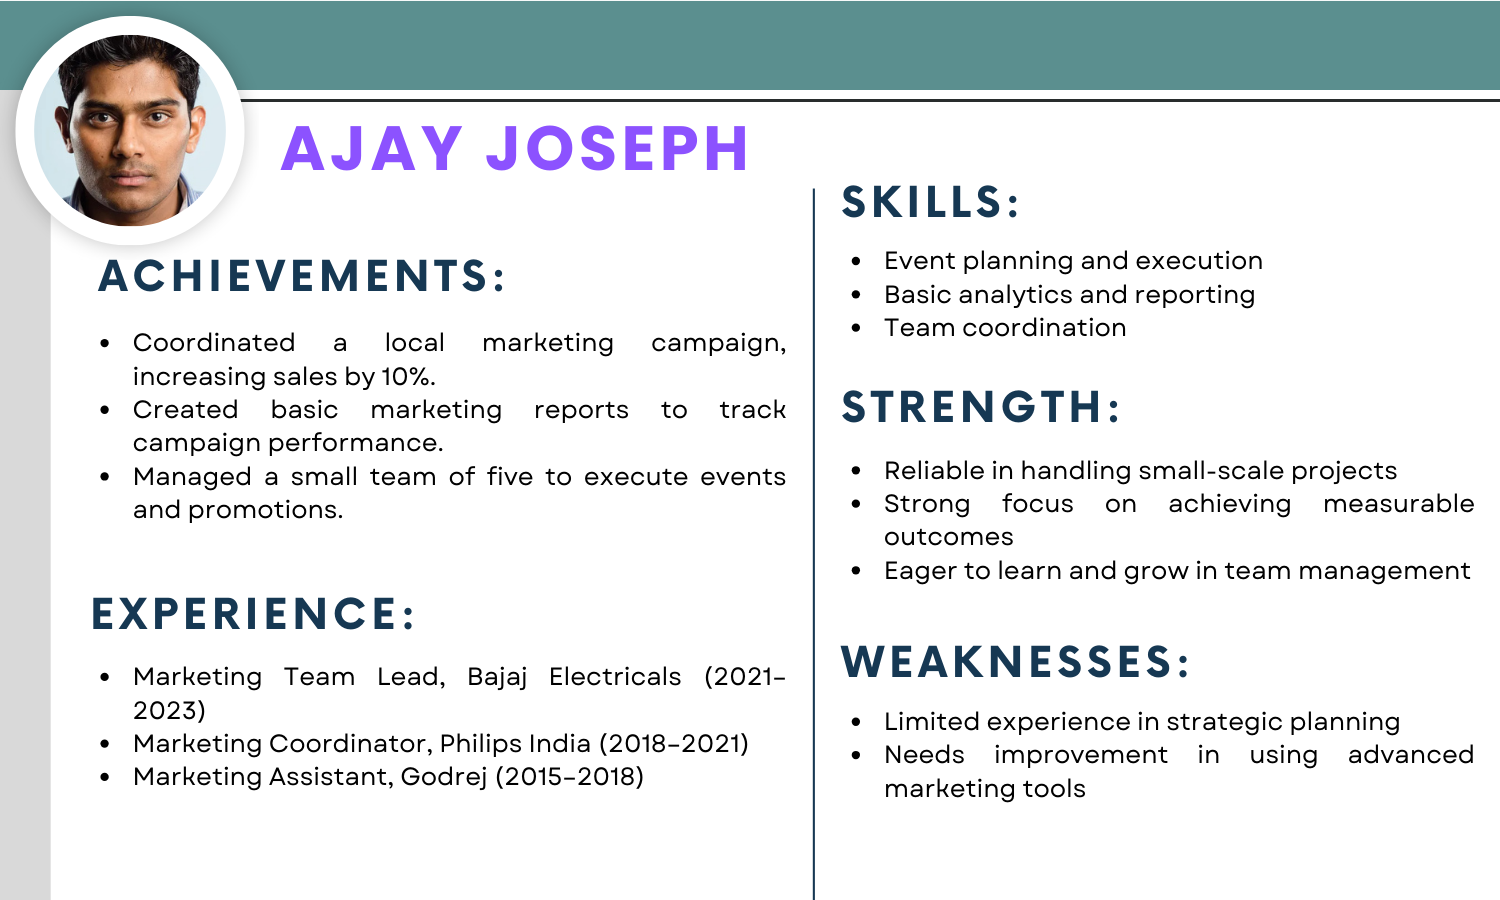 AJAY JOSEPH
ACHIEVEMENTS:
• Coordinated a local marketing campaign,
increasing sales by 10%.
• Created basic marketing reports to track
campaign performance.
• Managed a small team of five to execute events
and promotions.
EXPERIENCE:
• Marketing Team Lead, Bajaj Electricals (2021–
2023)
• Marketing Coordinator, Philips India (2018–2021)
• Marketing Assistant, Godrej (2015–2018)
SKILLS:
• Event planning and execution
• Basic analytics and reporting
• Team coordination
STRENGTH:
• Reliable in handling small-scale projects
• Strong focus on achieving measurable
outcomes
• Eager to learn and grow in team management
WEAKNESSES:
• Limited experience in strategic planning
• Needs improvement in using advanced
marketing tools